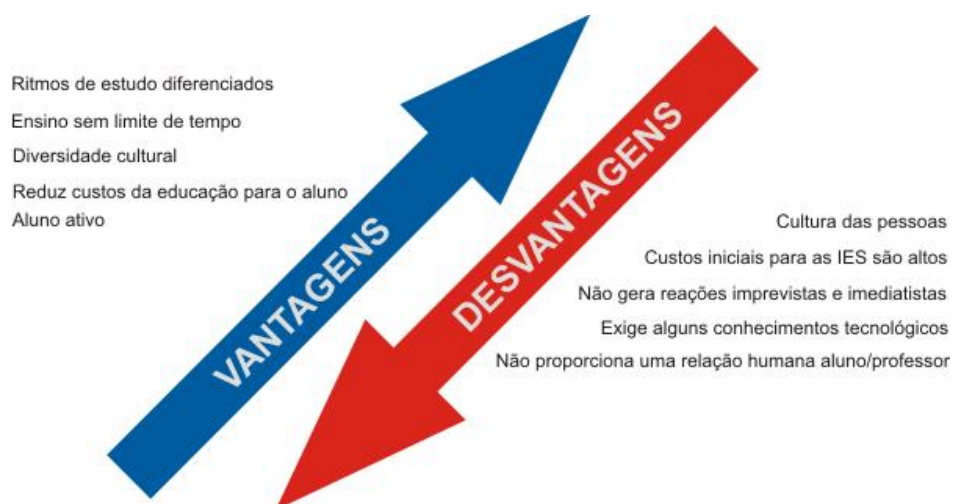 Ritmos de estudo diferenciados
Ensino sem limite de tempo
Diversidade cultural
Reduz custos da educação para o aluno
Aluno ativo
VANTAGENS
DESVANTAGENS
Cultura das pessoas
Custos iniciais para as IES são altos
Não gera reações imprevistas e imediatistas
Exige alguns conhecimentos tecnológicos
Não proporciona uma relação humana aluno/professor